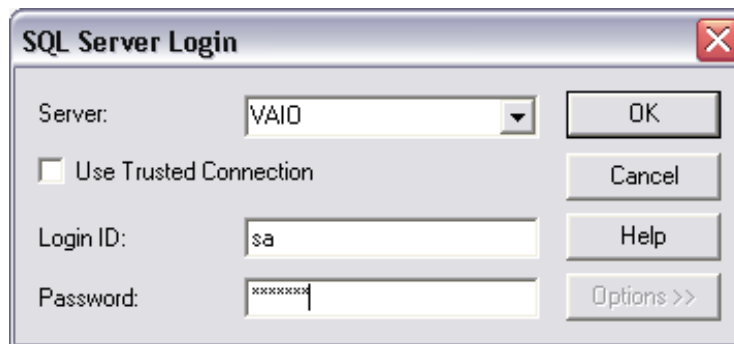 SQL Server Login
Server: VAIO OK
Use Trusted Connection Cancel
Login ID: sa Help
Password: ******* Options >>